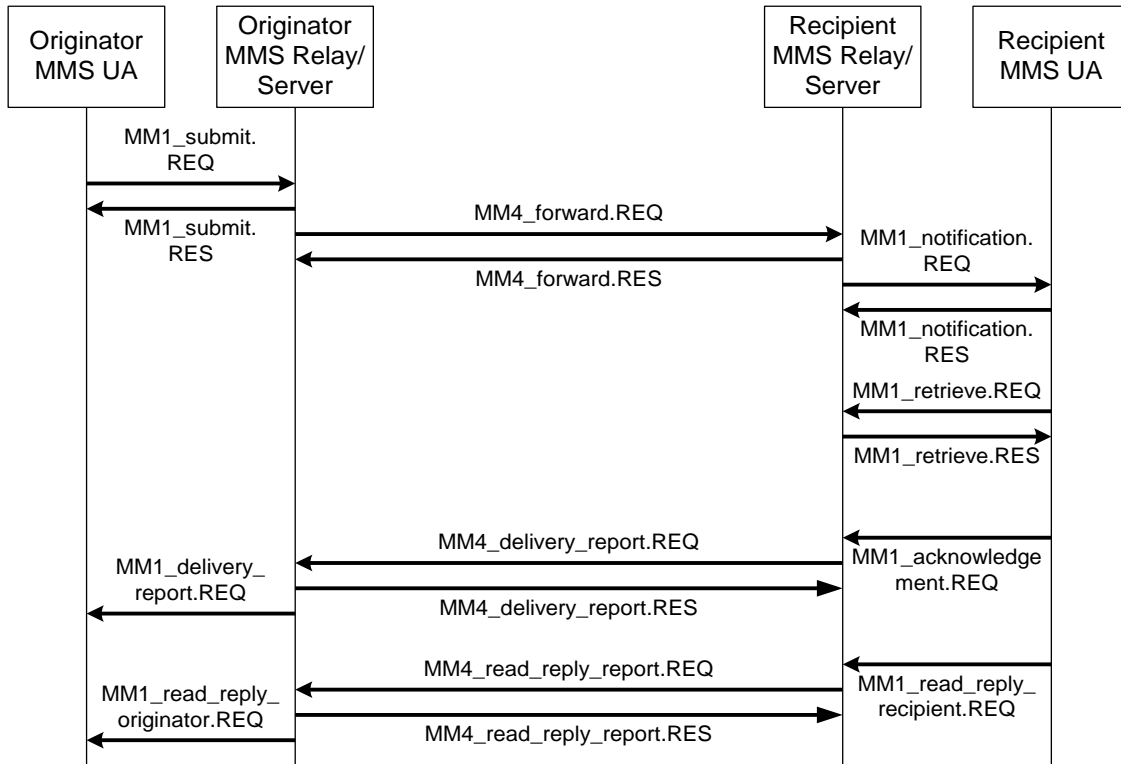 Originator
MMS UA
Originator
MMS Relay/
Server
Recipient
MMS Relay/
Server
Recipient
MMS UA
MM1_submit.
REQ
MM1_submit.
RES
MM4_forward.REQ
MM4_forward.RES
MM1_notification.
REQ
MM1_notification.
RES
MM1_retrieve.REQ
MM1_retrieve.RES
MM1_acknowledge
ment.REQ
MM4_delivery_report.REQ
MM4_delivery_report.RES
MM1_delivery_
report.REQ
MM1_read_reply_
recipient.REQ
MM4_read_reply_report.REQ
MM4_read_reply_report.RES
MM1_read_reply_
originator.REQ